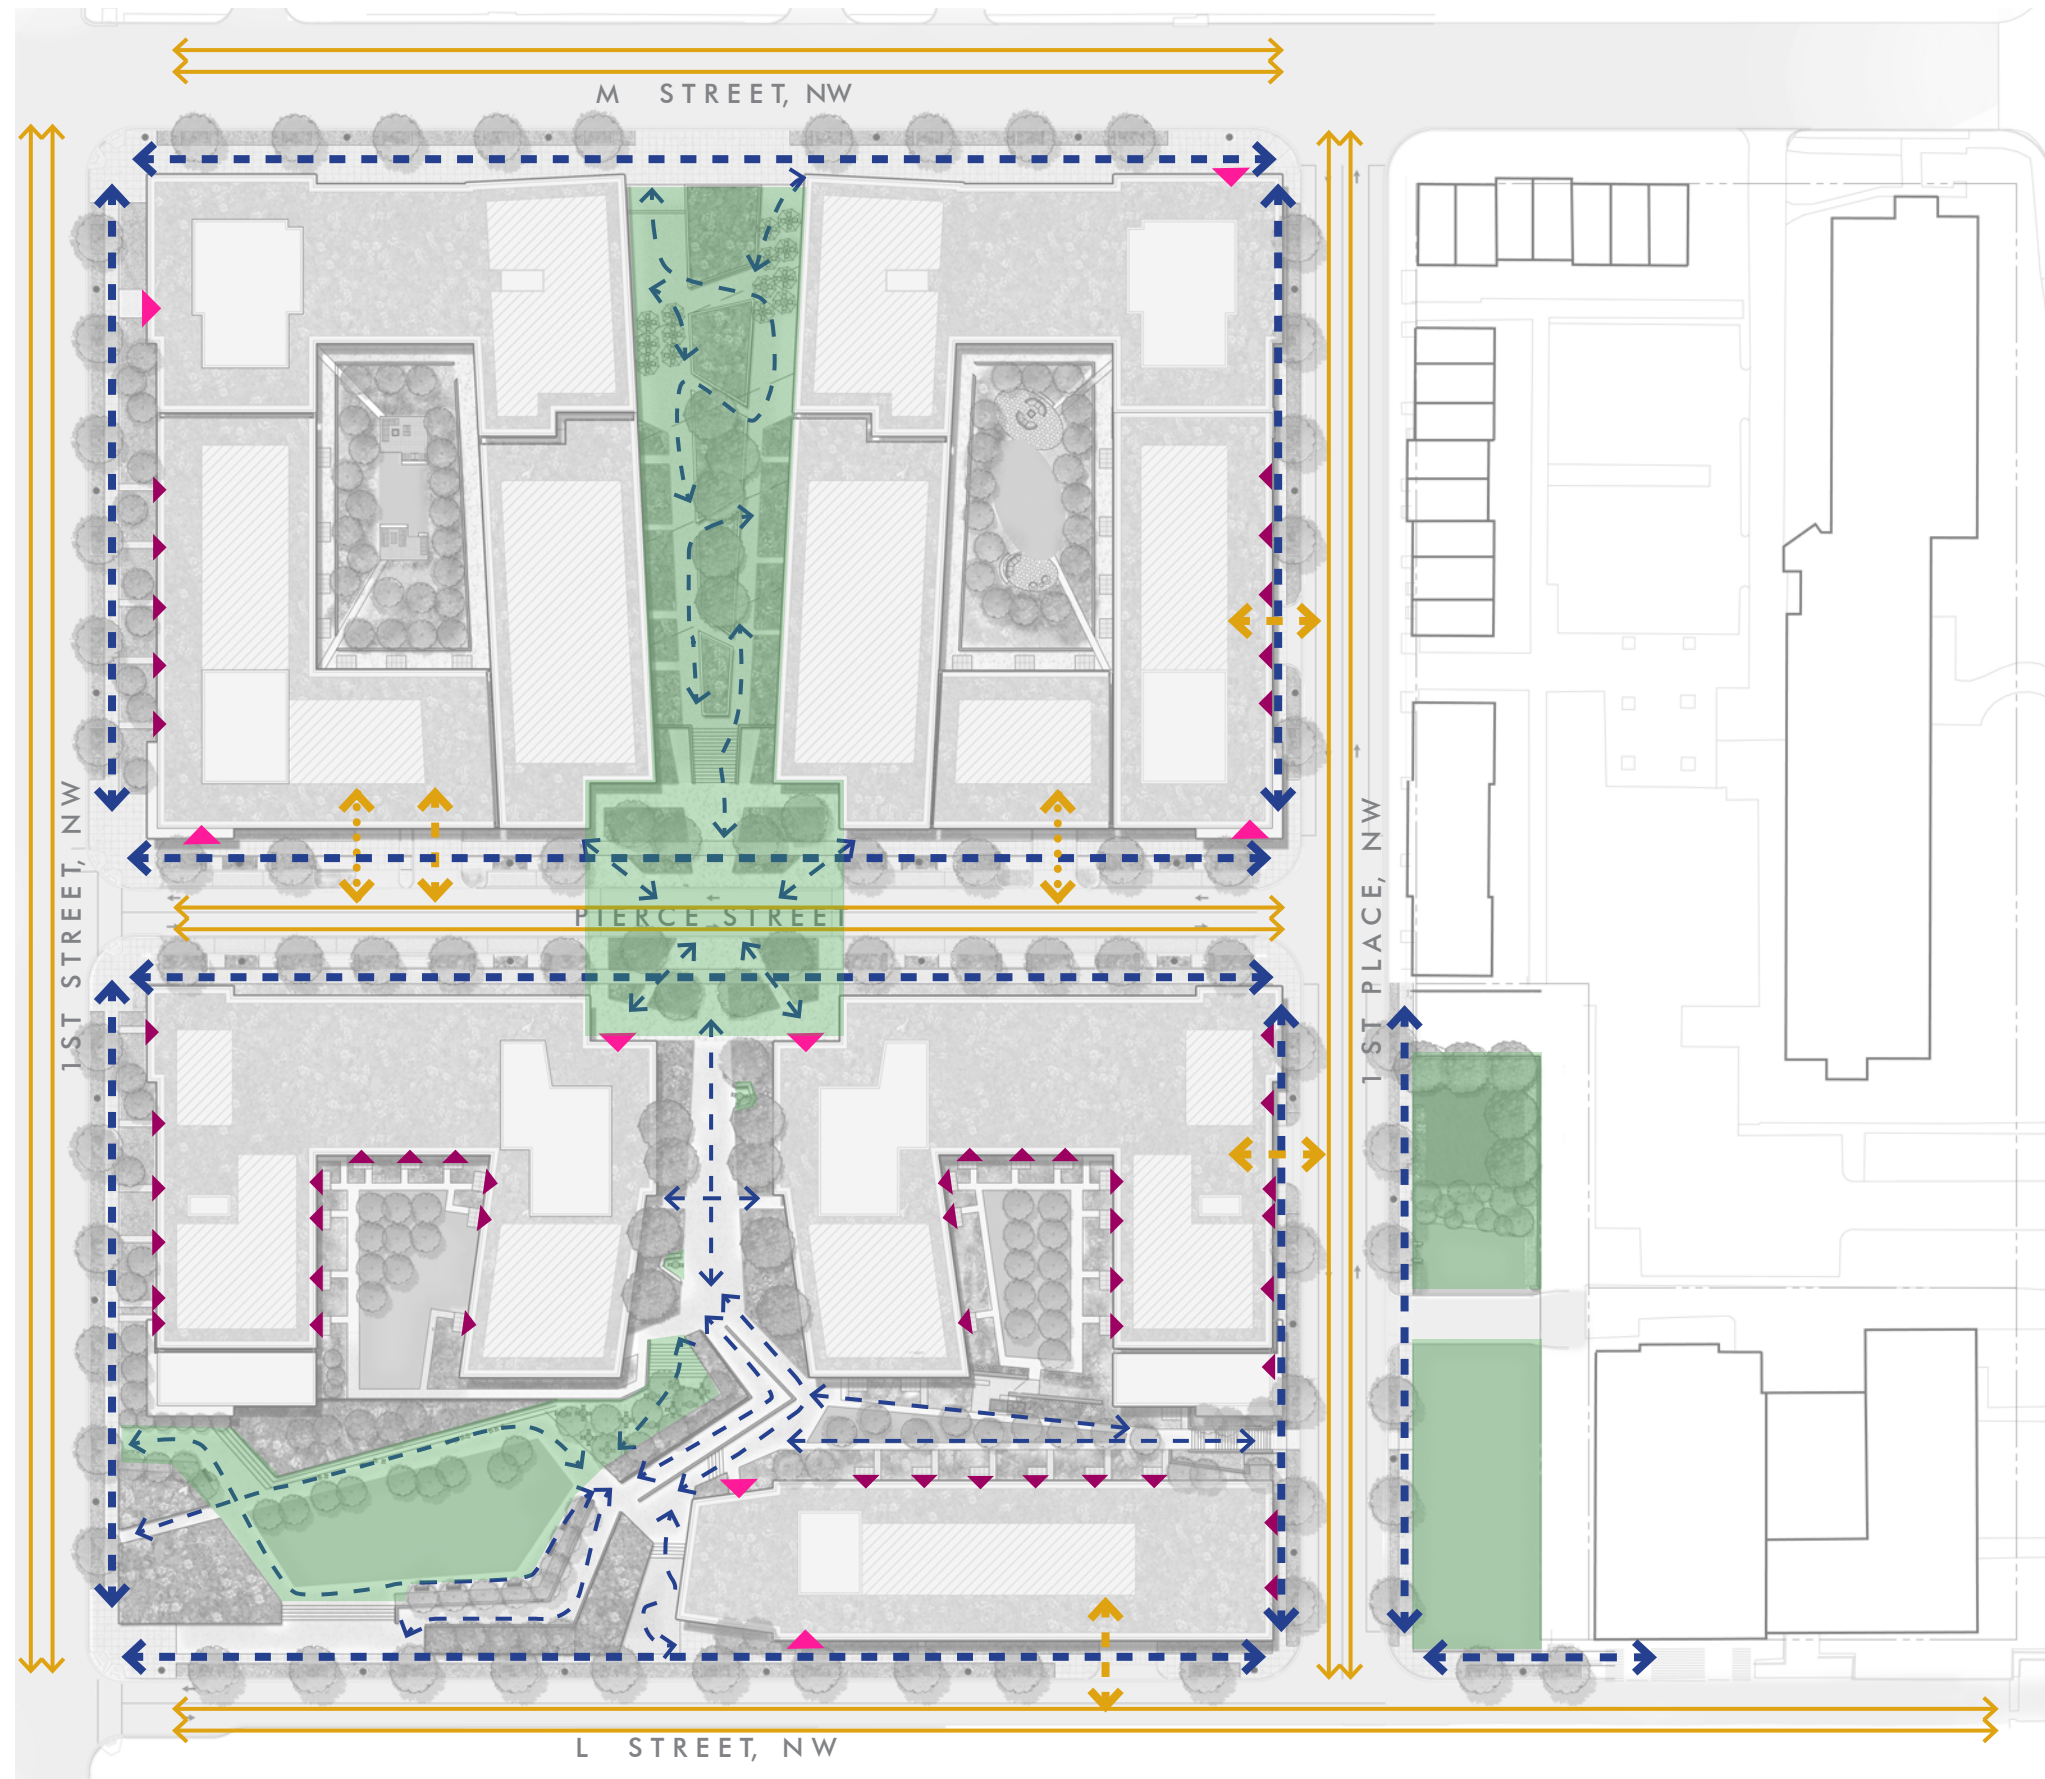 M STREET, NW
1ST STREET, NW
PIERCE STREET
1ST PLACE, NW
L STREET, NW